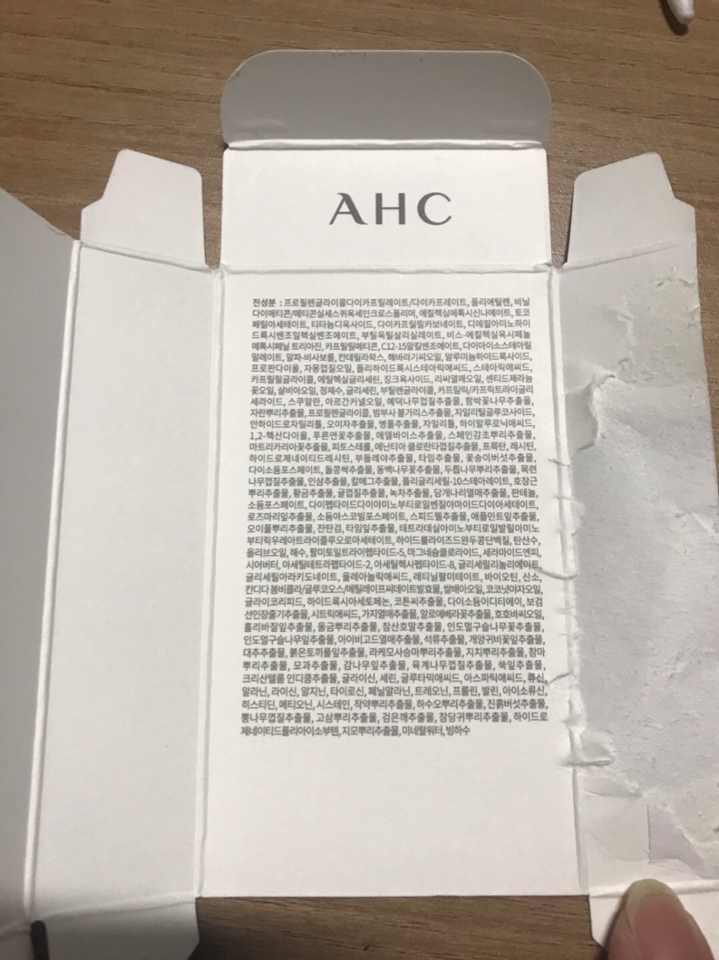 AHC
전성분 : 프로필렌글라이콜다이카프릴레이트/다이카프레이트, 폴리에틸렌, 비닐
다이메티콘/메티콘실세스퀴옥세인크로스폴리머, 에칠헥실메톡시신나메이트, 토코
페릴아세테이트, 티타늄디옥사이드, 다이카프릴릴카보네이트, 디에칠아미노하이
드록시벤조일헥실벤조에이트, 부틸옥틸살리실레이트, 비스-에칠헥실옥시페놀
메톡시페닐 트리아진, 카프릴릴메티콘, C12-15알킬벤조에이트, 다이아이소스테아릴
말레이트, 알파-비사보롤, 칸데릴라왁스, 해바라기씨오일, 알루미늄하이드록사이드,
프로판다이올, 자몽껍질오일, 폴리하이드록시스테아릭애씨드, 스테아릭애씨드,
카프릴릴글라이콜, 에틸헥실글리세린, 징크옥사이드, 리씨열매오일, 센티드제라늄
꽃오일, 살비아오일, 정제수, 글리세린, 부틸렌글라이콜, 카프릴릭/카프릭트라이글리
세라이드, 스쿠알란, 아르간커넬오일, 예덕나무껍질추출물, 함박꽃나무추출물,
자란뿌리추출물, 프로필렌글라이콜, 밤부사 불가리스추출물, 자일리틸글루코사이드,
안하이드로자일리톨, 오미자추출물, 병풀추출물, 자일리톨, 하이알루로닉애씨드,
1,2-헥산다이올, 푸른연꽃추출물, 에델바이스추출물, 스페인감초뿌리추출물,
마트리카리아꽃추출물, 피토스테롤, 에난티아 클로란타껍질추출물, 프룩탄, 레시틴,
하이드로제네이티드레시틴, 부들레야추출물, 타임추출물, 꽃송이버섯추출물,
다이소듐포스페이트, 돌콩싹추출물, 동백나무꽃추출물, 두릅나무뿌리추출물, 목련
나무껍질추출물, 인삼추출물, 칼메그추출물, 폴리글리세릴-10스테아레이트, 호장근
뿌리추출물, 황금추출물, 귤껍질추출물, 녹차추출물, 당개나리열매추출물, 판테놀,
소듐포스페이트, 다이펩타이드다이아미노부티로일벤질아마이드다이아세테이트,
로즈마리잎추출물, 소듐아스코빌포스페이트, 스피드웰추출물, 애플민트잎추출물,
오이풀뿌리추출물, 잔탄검, 타임잎추출물, 테트라데실아미노부티로일발릴아미노
부티릭우레아트라이플루오로아세테이트, 하이드롤라이즈드완두콩단백질, 탄산수,
올리브오일, 해수, 팔미토일트라이펩타이드-5, 마그네슘클로라이드, 세라마이드엔피,
시어버터, 아세틸테트라펩타이드-2, 아세틸헥사펩타이드-8, 글리세릴리놀리에이트,
글리세릴아라키도네이트, 올레아놀릭애씨드, 레티닐팔미테이트, 바이오틴, 산소,
칸디다봄비콜라/글루코오스/메틸레이프씨데이트발효물, 쌀배아오일, 코코넛야자오일,
글라이코리피드, 하이드록시아세토페논, 코튼씨추출물, 다이소듐이디티에이, 보검
선인장줄기추출물, 시트릭애씨드, 가지열매추출물, 알로에베라꽃추출물, 호호바씨오일,
홀리바질잎추출물, 울금뿌리추출물, 참산호말추출물, 인도멀구슬나무꽃추출물,
인도멀구슬나무잎추출물, 아이비고드열매추출물, 석류추출물, 개양귀비꽃잎추출물,
대추추출물, 붉은토끼풀잎추출물, 라케모사승마뿌리추출물, 지치뿌리추출물, 참마
뿌리추출물, 모과추출물, 감나무잎추출물, 육계나무껍질추출물, 쑥잎추출물,
크리산텔룸 인디쿰추출물, 글라이신, 세린, 글루타믹애씨드, 아스파틱애씨드, 류신,
알라닌, 라이신, 알지닌, 타이로신, 페닐알라닌, 트레오닌, 프롤린, 발린, 아이소류신,
히스티딘, 메티오닌, 시스테인, 작약뿌리추출물, 하수오뿌리추출물, 진흙버섯추출물,
뽕나무껍질추출물, 고삼뿌리추출물, 검은깨추출물, 참당귀뿌리추출물, 하이드로
제네이티드폴리아이소부텐, 지모뿌리추출물, 미네랄워터, 빙하수